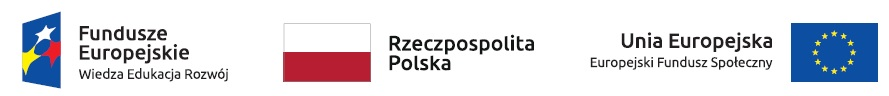 Fundusze
Europejskie
Wiedza Edukacja Rozwój
Rzeczpospolita
Polska
Unia Europejska
Europejski Fundusz Społeczny